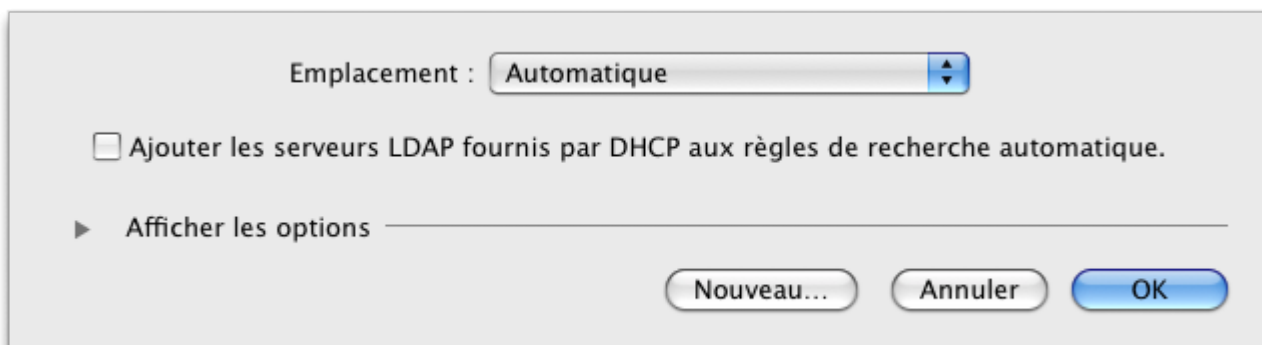 Emplacement : Automatique
Ajouter les serveurs LDAP fournis par DHCP aux règles de recherche automatique.
Afficher les options
Nouveau... Annuler OK